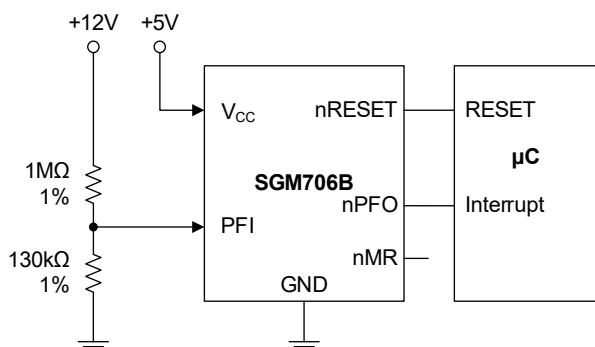 +12V
+5V
VCC
nRESET
RESET
1MΩ
1%
SGM706B
µC
PFI
nPFO
Interrupt
130kΩ
1%
nMR
GND